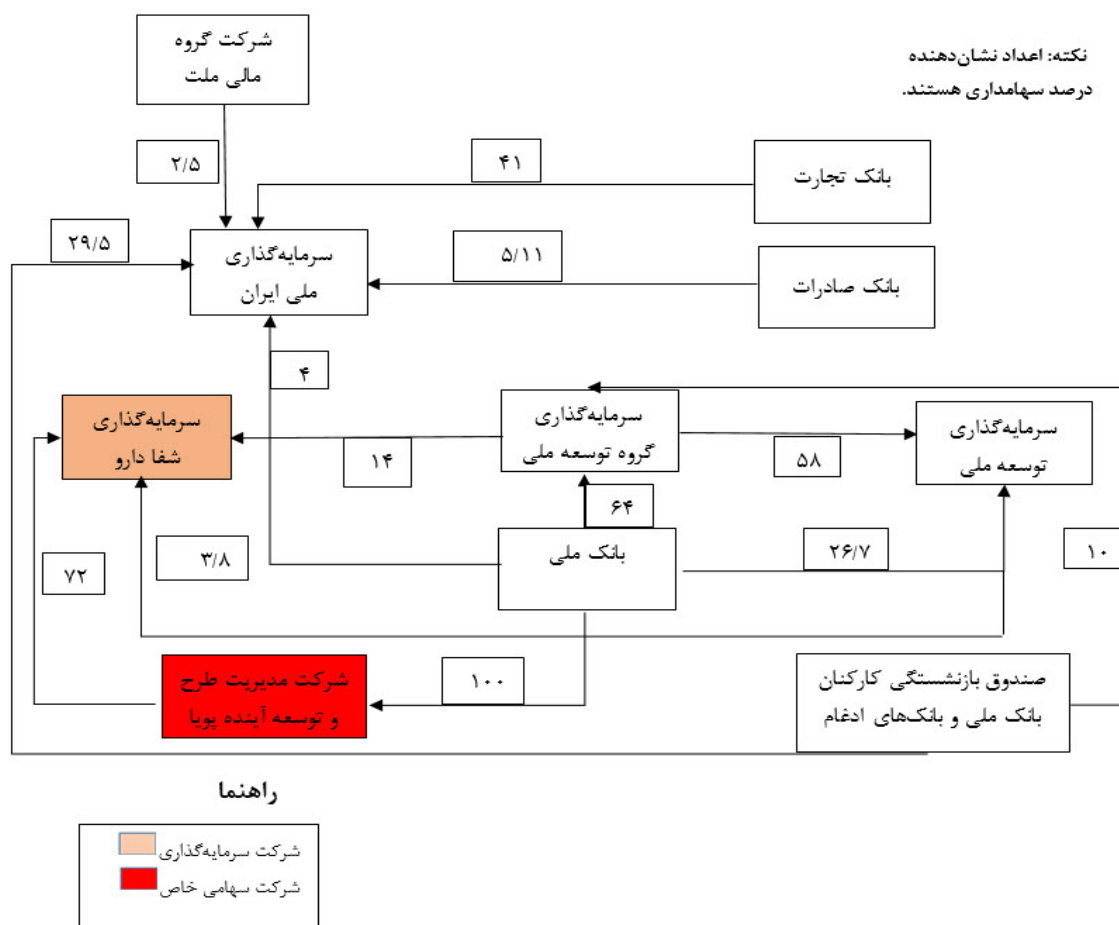 شرکت گروه
مالی ملت
نکته: اعداد نشان‌دهنده
درصد سهامداری هستند.
۲/۵
۴۱
بانک تجارت
۲۹/۵
سرمایه‌گذاری
ملی ایران
۵/۱۱
بانک صادرات
۴
سرمایه‌گذاری
شفا دارو
۱۴
سرمایه‌گذاری
گروه توسعه ملی
۵۸
سرمایه‌گذاری
توسعه ملی
۶۴
بانک ملی
۷۲
۳/۸
۲۶/۷
۱۰
شرکت مدیریت طرح
و توسعه آینده پویا
۱۰۰
صندوق بازنشستگی کارکنان
بانک ملی و بانک‌های ادغام
راهنما
شرکت سرمایه‌گذاری
شرکت سهامی خاص